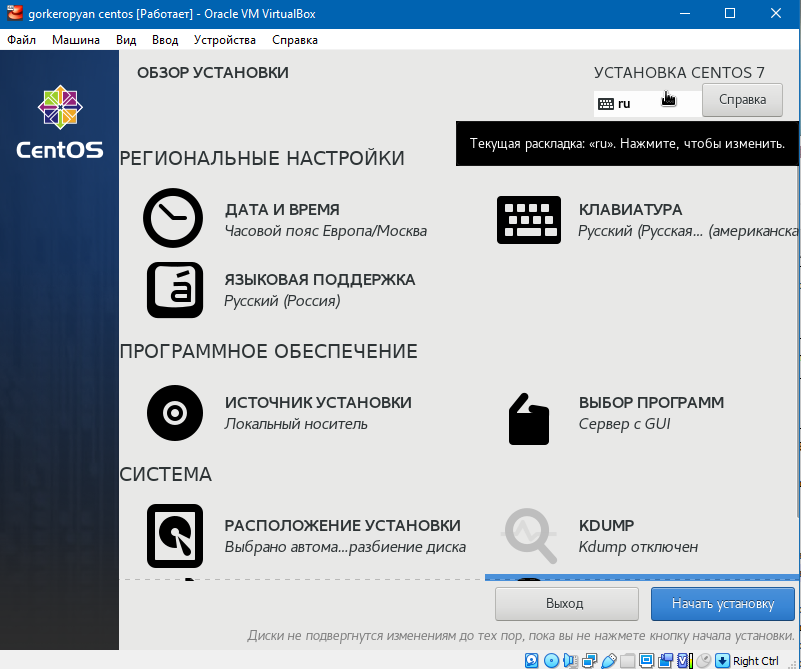 gorkeropyan centos [Работает] - Oracle VM VirtualBox
Файл Машина Вид Ввод Устройства Справка
CentOS
ОБЗОР УСТАНОВКИ
УСТАНОВКА CENTOS 7
ru
Справка
Текущая раскладка: «ru». Нажмите, чтобы изменить.
РЕГИОНАЛЬНЫЕ НАСТРОЙКИ
ДАТА И ВРЕМЯ
Часовой пояс Европа/Москва
КЛАВИАТУРА
Русский (Русская... (американска
ЯЗЫКОВАЯ ПОДДЕРЖКА
Русский (Россия)
ПРОГРАММНОЕ ОБЕСПЕЧЕНИЕ
ИСТОЧНИК УСТАНОВКИ
Локальный носитель
ВЫБОР ПРОГРАММ
Сервер с GUI
СИСТЕМА
РАСПОЛОЖЕНИЕ УСТАНОВКИ
Выбрано автома...разбиение диска
KDUMP
Kdump отключен
Выход
Начать установку
Диски не подвергнутся изменениям до тех пор, пока вы не нажмете кнопку начала установки.
Right Ctrl